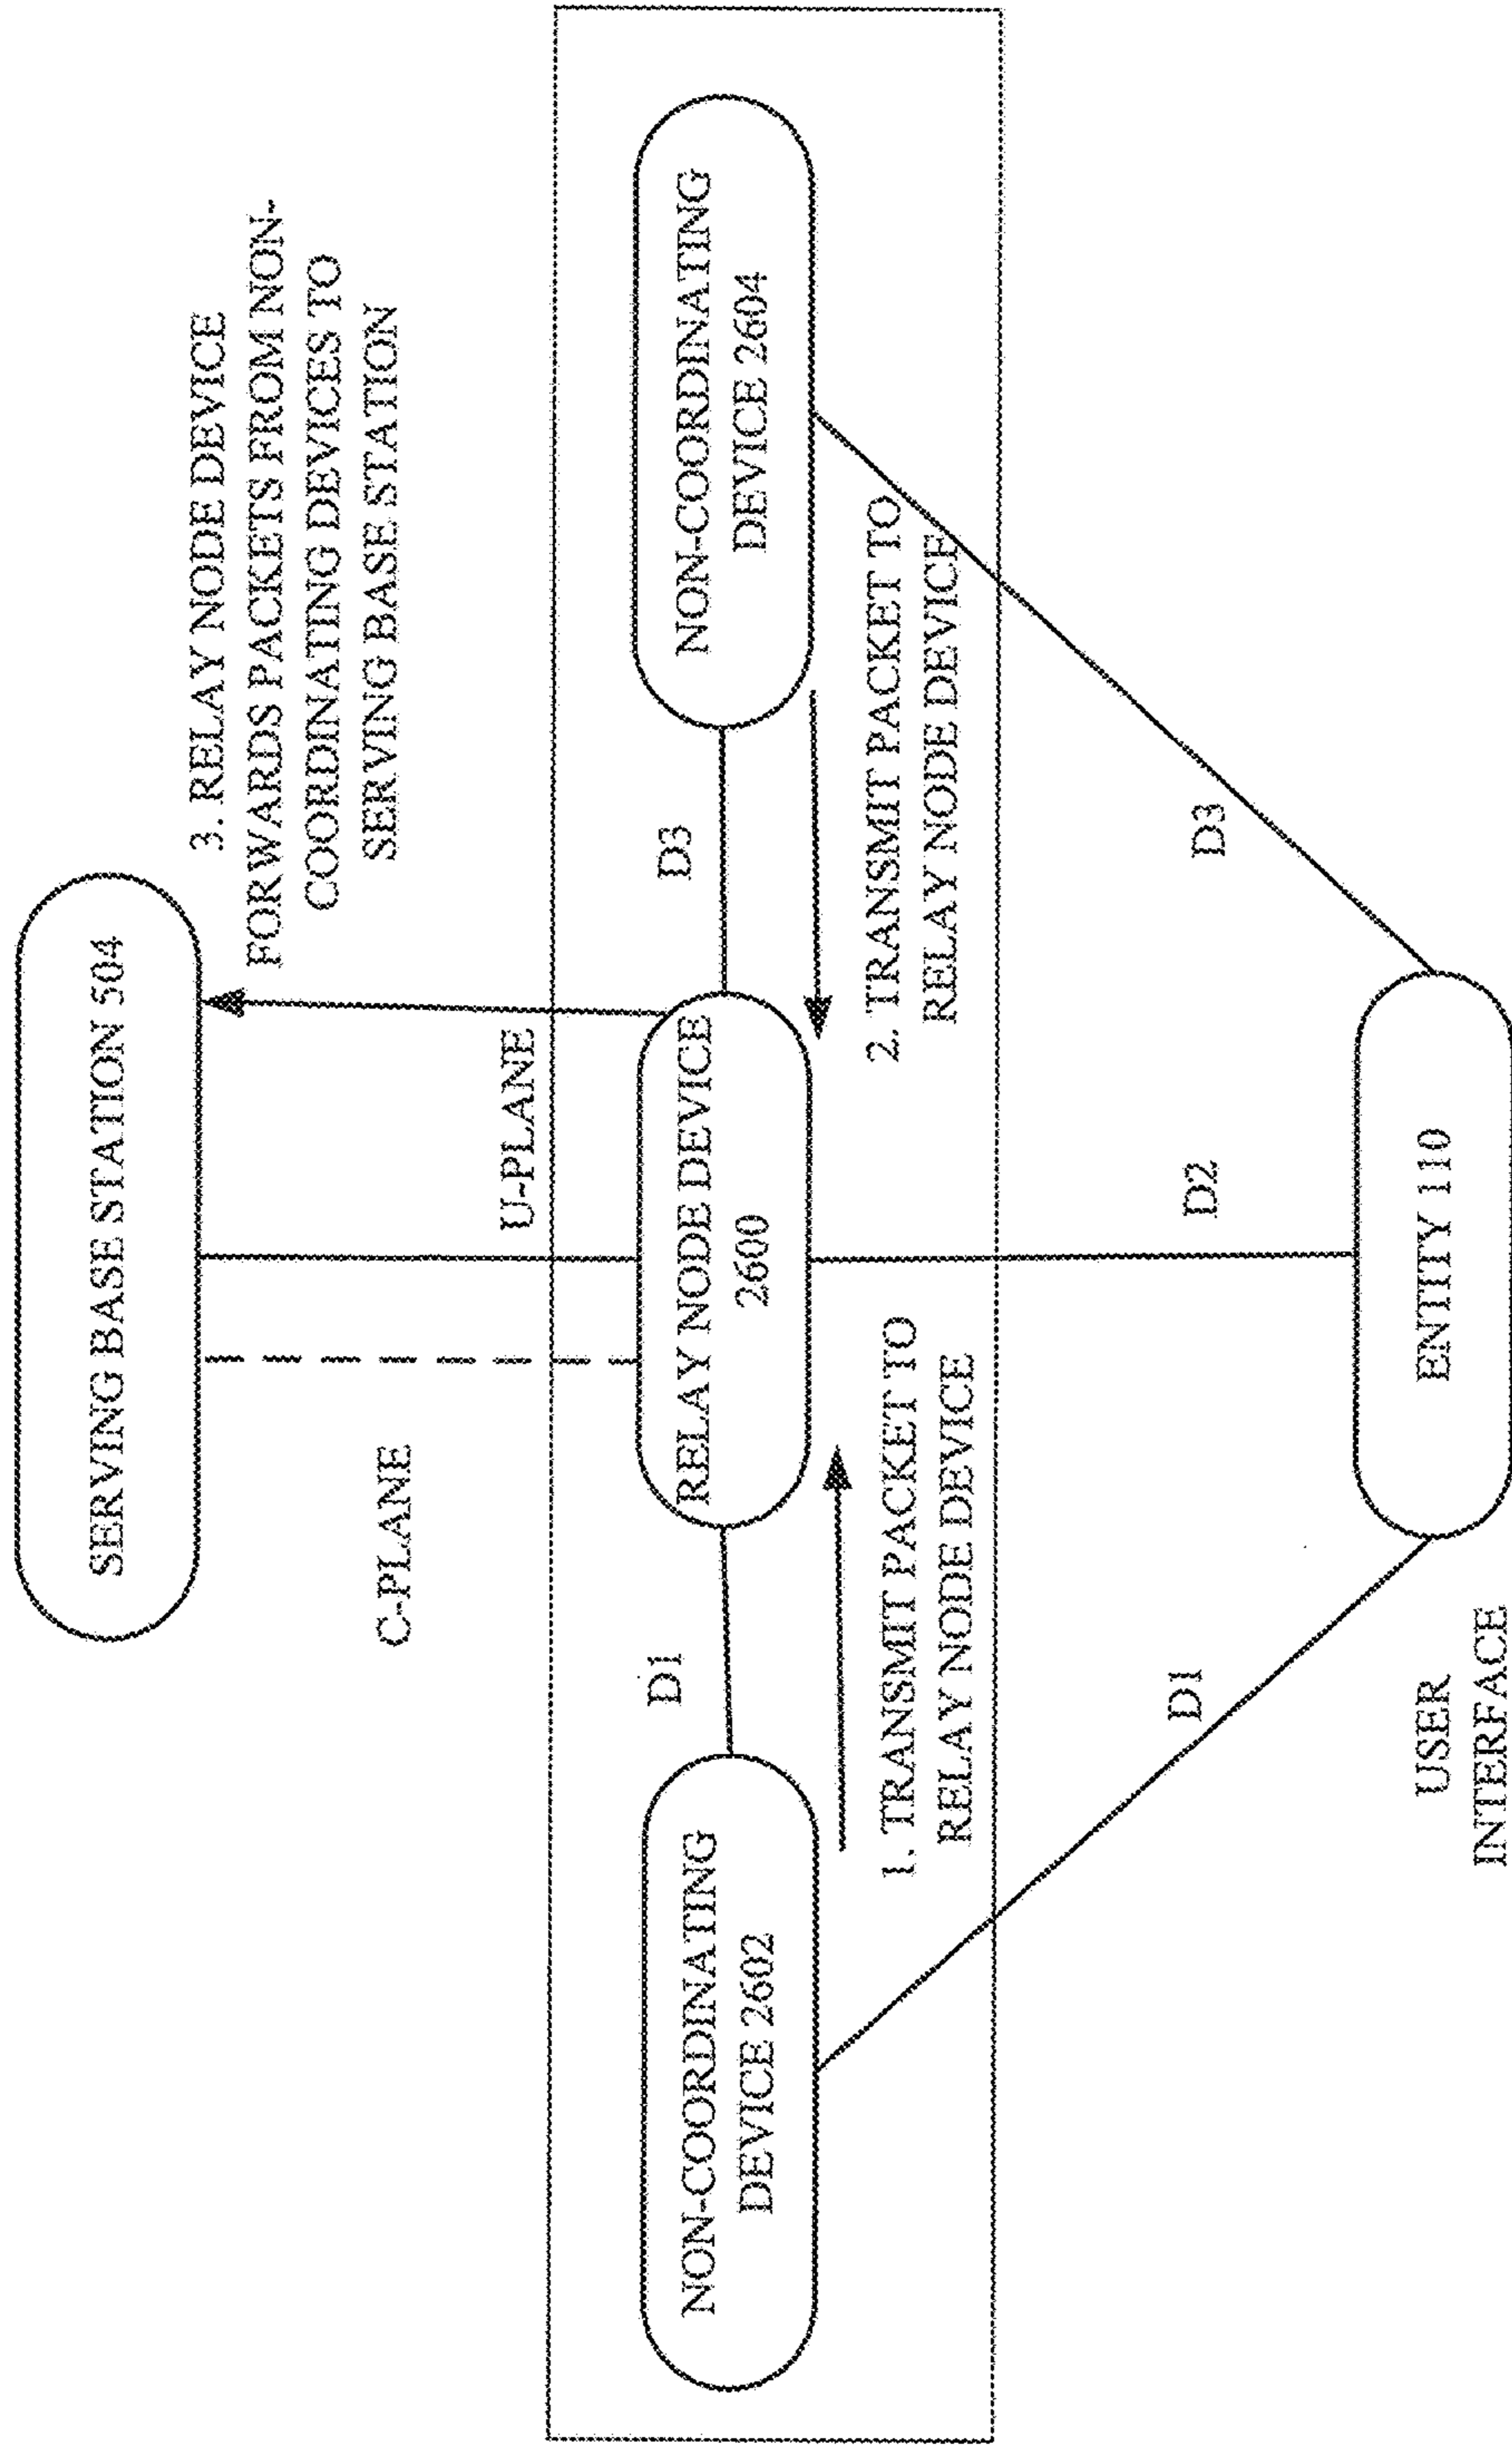 SERVING BASE STATION 504
3. RELAY NODE DEVICE
FORWARDS PACKETS FROM NON-
COORDINATING DEVICES TO
SERVING BASE STATION
C-PLANE
U-PLANE
NON-COORDINATING
DEVICE 2602
D1
RELAY NODE DEVICE
2600
D3
NON-COORDINATING
DEVICE 2604
1. TRANSMIT PACKET TO
RELAY NODE DEVICE
2. TRANSMIT PACKET TO
RELAY NODE DEVICE
D1
D2
D3
USER
INTERFACE
ENTITY 110